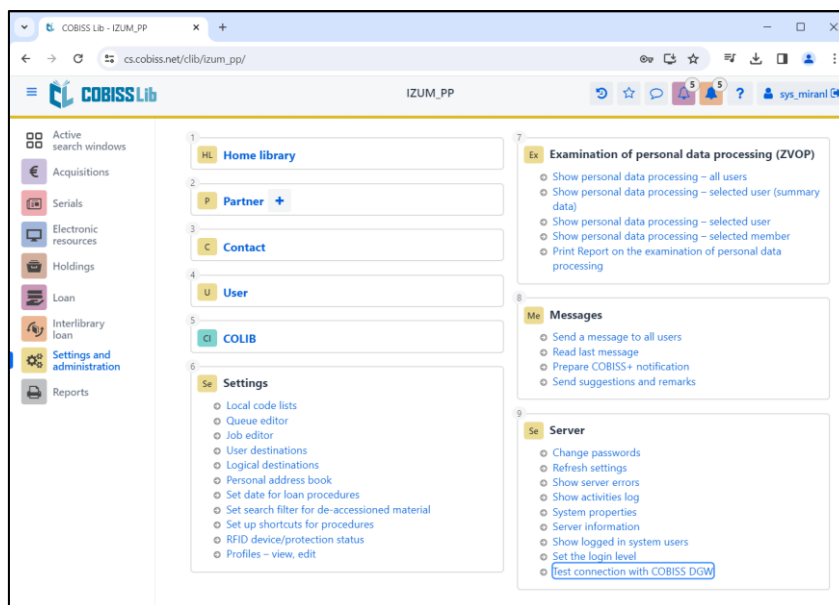 COBISS Lib - IZUM_PP
cs.cobiss.net/clib/izum_pp/
COBISS Lib
IZUM_PP
5
5
?
sys_miranl
Active
search windows
€
Acquisitions
Serials
Electronic
resources
Holdings
Loan
Interlibrary
loan
Settings and
administration
Reports
1
HL Home library
2
P Partner +
3
C Contact
4
U User
5
CI COLIB
6
Se Settings
Local code lists
Queue editor
Job editor
User destinations
Logical destinations
Personal address book
Set date for loan procedures
Set search filter for de-accessioned material
Set up shortcuts for procedures
RFID device/protection status
Profiles – view, edit
7
Ex Examination of personal data processing (ZVOP)
Show personal data processing – all users
Show personal data processing – selected user (summary
data)
Show personal data processing – selected user
Show personal data processing – selected member
Print Report on the examination of personal data
processing
8
Me Messages
Send a message to all users
Read last message
Prepare COBISS+ notification
Send suggestions and remarks
9
Se Server
Change passwords
Refresh settings
Show server errors
Show activities log
System properties
Server information
Show logged in system users
Set the login level
Test connection with COBISS DGW